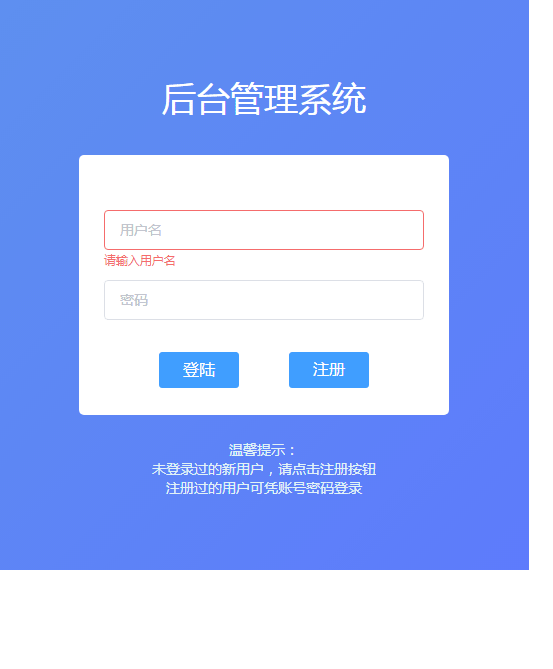 后台管理系统
用户名
请输入用户名
密码
登陆 注册
温馨提示：
未登录过的新用户，请点击注册按钮
注册过的用户可凭账号密码登录